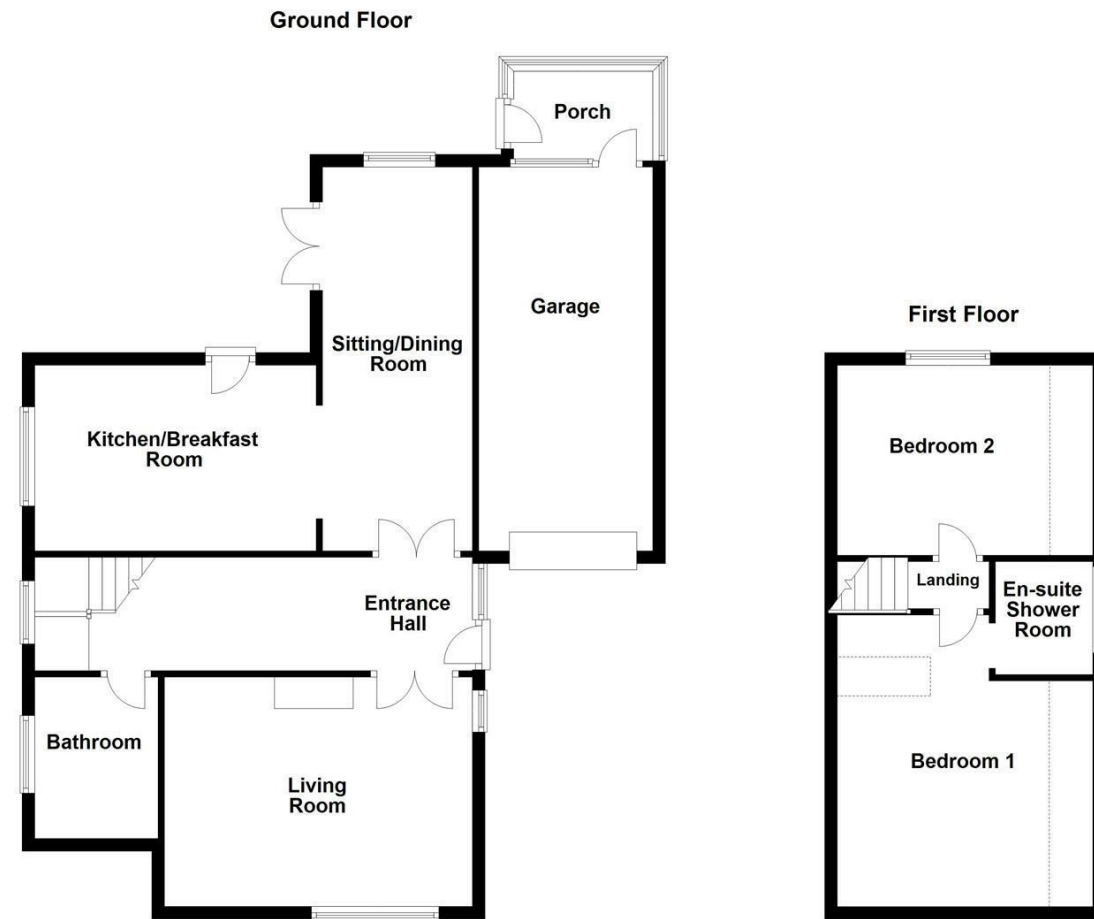 Ground Floor
Porch
Garage
Sitting/Dining
Room
Kitchen/Breakfast
Room
Entrance
Hall
Bathroom
Living
Room
First Floor
Bedroom 2
Landing
En-suite
Shower
Room
Bedroom 1